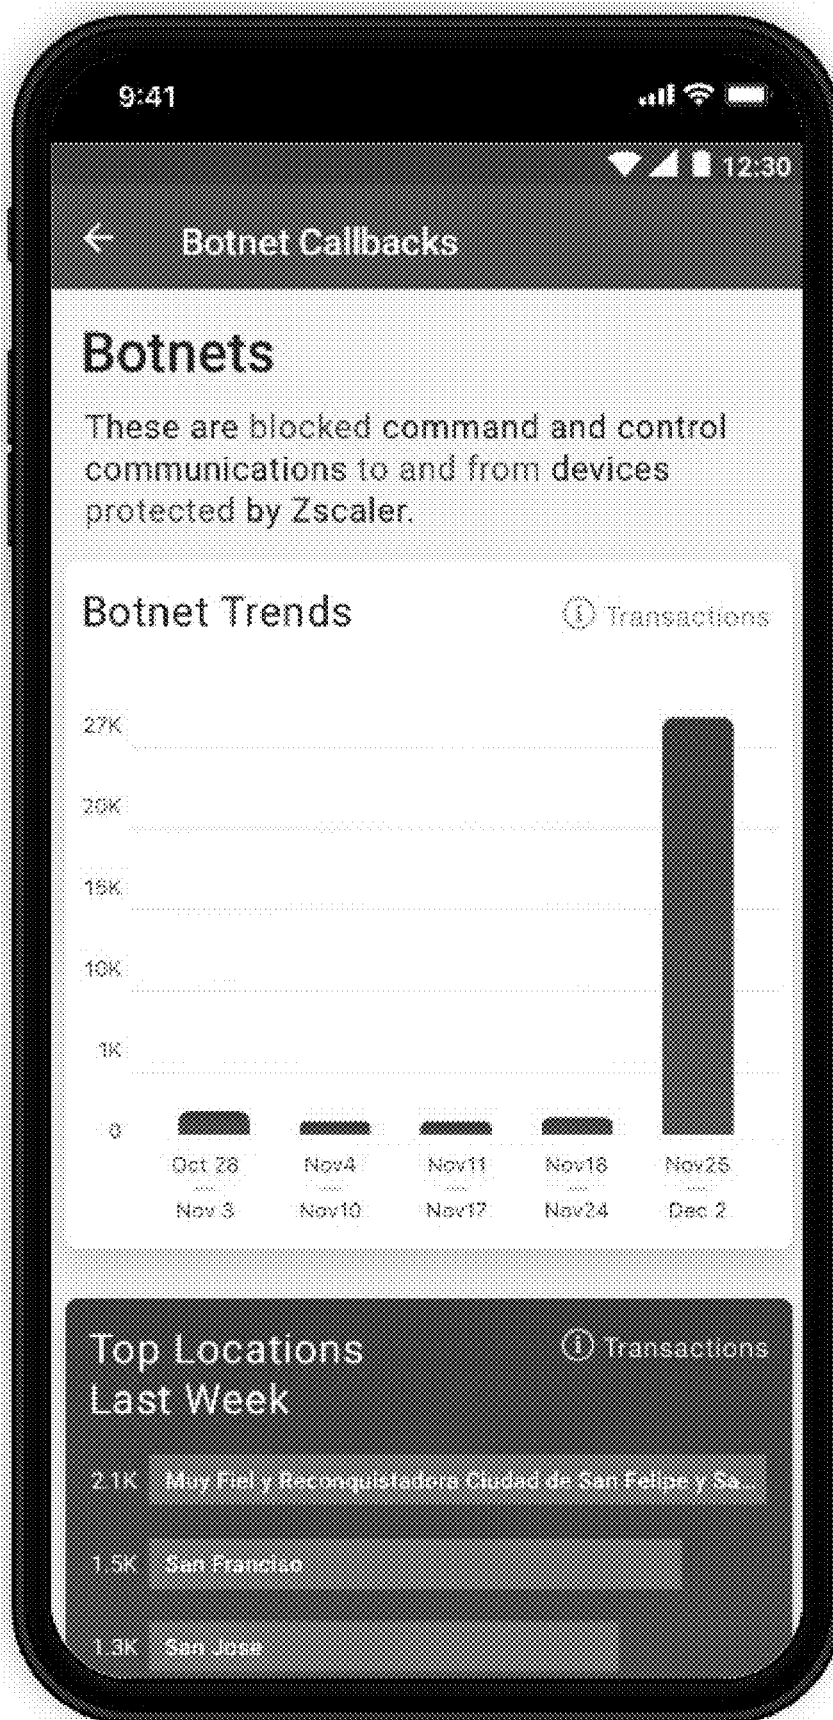 9:41
12:30
Botnet Callbacks
Botnets
These are blocked command and control
communications to and from devices
protected by Zscaler.
Botnet Trends
Transactions
27K
20K
15K
10K
1K
0
Oct 28 Nov4 Nov11 Nov18 Nov25
Nov 3 Nov10 Nov17 Nov24 Dec 2
Top Locations
Last Week
Transactions
2.1K Muy Fiel y Reconquistadora Ciudad de San Felipe y Sa...
1.5K San Franciso
1.3K San Jose